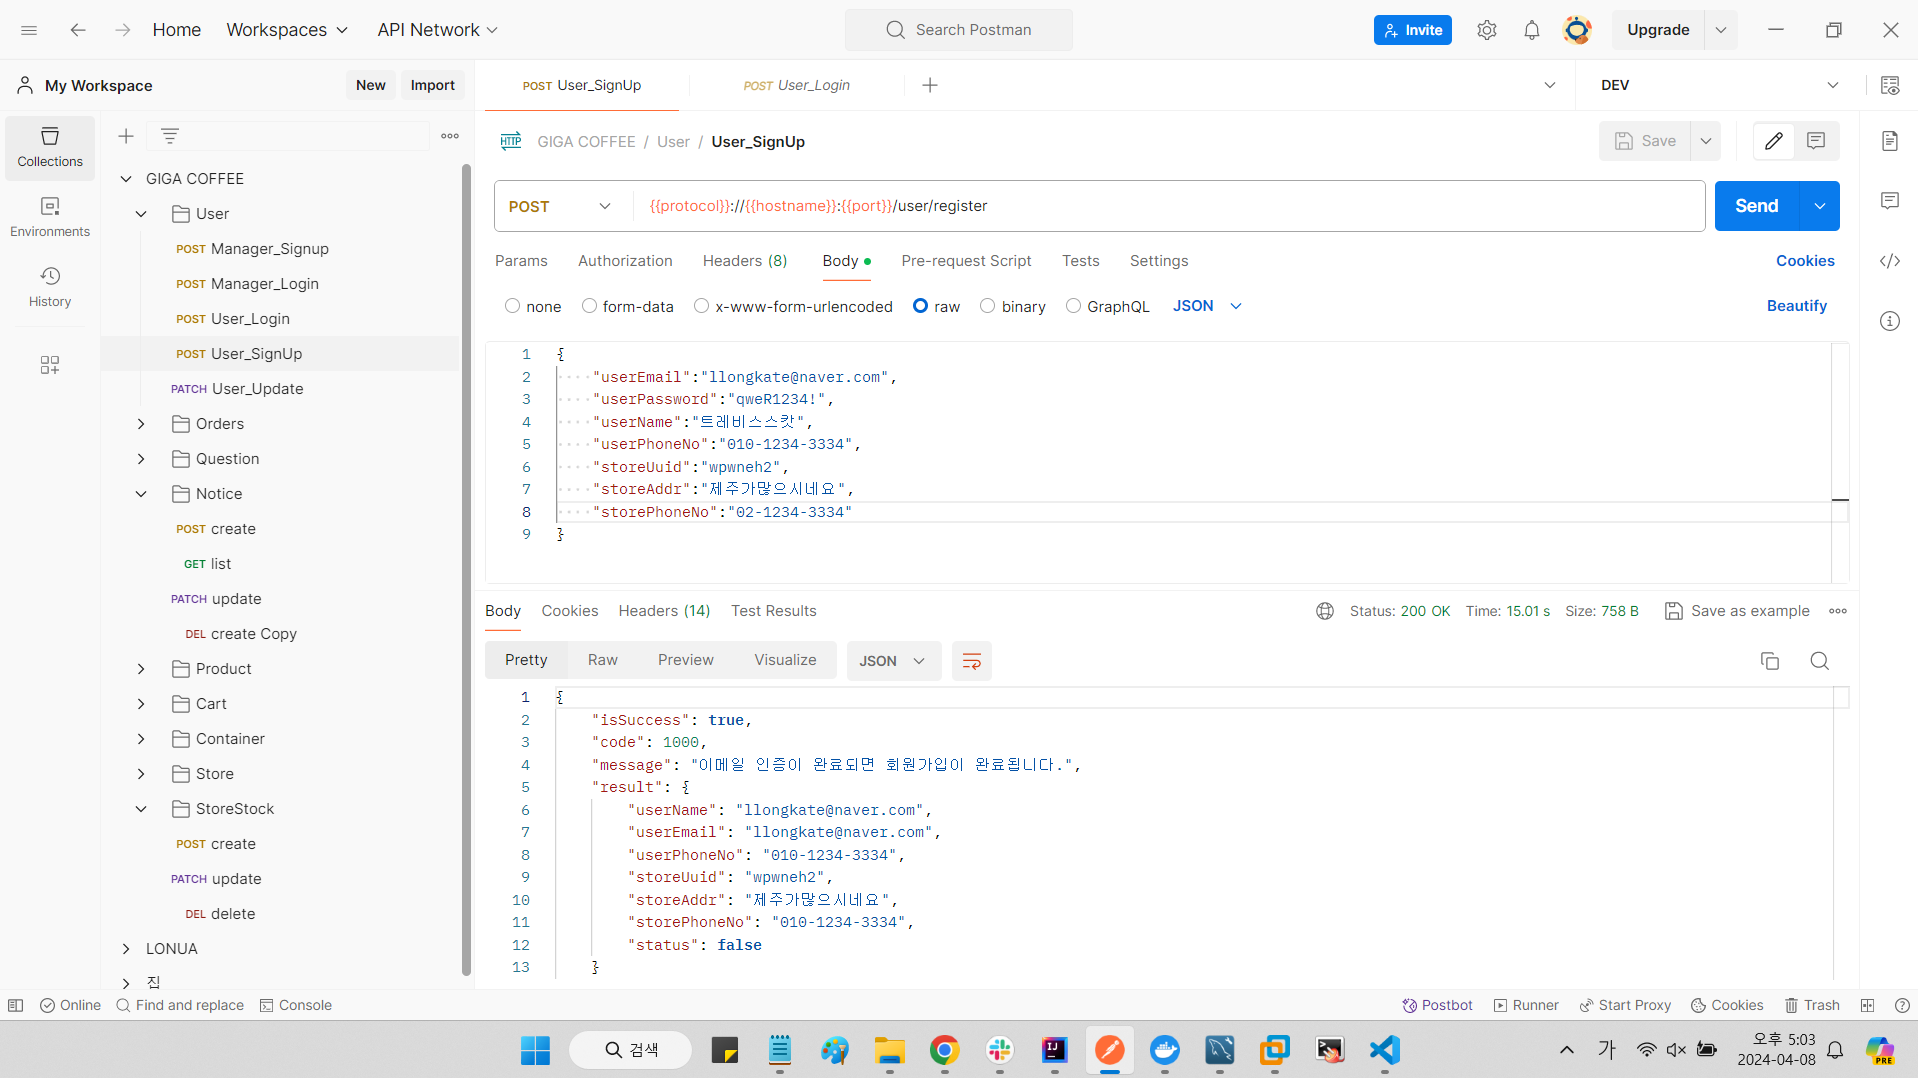 Home
Workspaces
API Network
Search Postman
Invite
Upgrade
My Workspace
New
Import
POST User_SignUp
POST User_Login
DEV
Collections
Environments
History
GIGA COFFEE
User
POST Manager_Signup
POST Manager_Login
POST User_Login
POST User_SignUp
PATCH User_Update
Orders
Question
Notice
POST create
GET list
PATCH update
DEL create Copy
Product
Cart
Container
Store
StoreStock
POST create
PATCH update
DEL delete
LONUA
집
HTTP GIGA COFFEE / User / User_SignUp
Save
POST
{{protocol}}://{{hostname}}:{{port}}/user/register
Send
Params
Authorization
Headers (8)
Body
Pre-request Script
Tests
Settings
Cookies
none
form-data
x-www-form-urlencoded
raw
binary
GraphQL
JSON
Beautify
1 {
2 "userEmail":"llongkate@naver.com",
3 "userPassword":"qweR1234!",
4 "userName":"트레비스스캇",
5 "userPhoneNo":"010-1234-3334",
6 "storeUuid":"wpwneh2",
7 "storeAddr":"제주가많으시네요",
8 "storePhoneNo":"02-1234-3334"
9 }
Body
Cookies
Headers (14)
Test Results
Status: 200 OK
Time: 15.01 s
Size: 758 B
Save as example
Pretty
Raw
Preview
Visualize
JSON
1 {
2 "isSuccess": true,
3 "code": 1000,
4 "message": "이메일 인증이 완료되면 회원가입이 완료됩니다.",
5 "result": {
6 "userName": "llongkate@naver.com",
7 "userEmail": "llongkate@naver.com",
8 "userPhoneNo": "010-1234-3334",
9 "storeUuid": "wpwneh2",
10 "storeAddr": "제주가많으시네요",
11 "storePhoneNo": "010-1234-3334",
12 "status": false
13 }
Online
Find and replace
Console
Postbot
Runner
Start Proxy
Cookies
Trash
검색
IJ
가
오후 5:03
2024-04-08
PRE